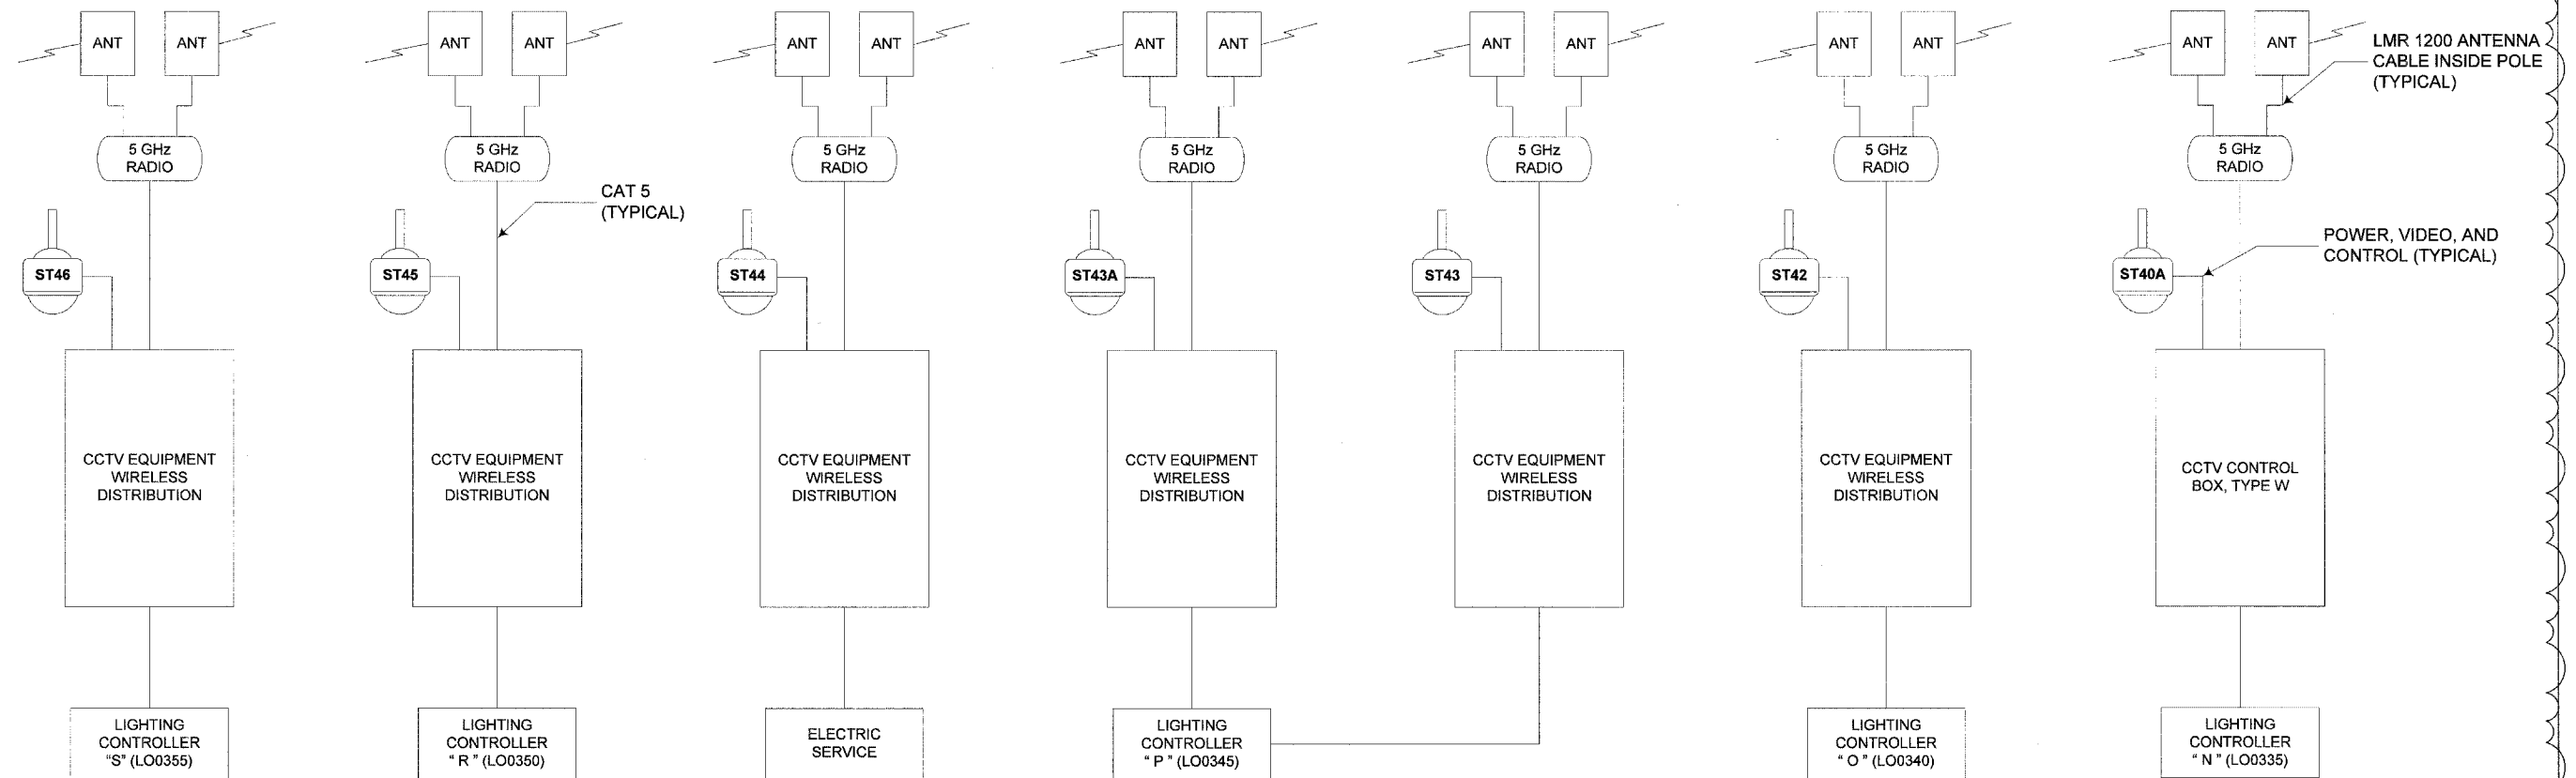 ANT
ANT
ANT
ANT
ANT
ANT
ANT
ANT
ANT
ANT
ANT
ANT
ANT
ANT
LMR 1200 ANTENNA
CABLE INSIDE POLE
(TYPICAL)
5 GHz
RADIO
5 GHz
RADIO
5 GHz
RADIO
5 GHz
RADIO
5 GHz
RADIO
5 GHz
RADIO
5 GHz
RADIO
CAT 5
(TYPICAL)
POWER, VIDEO, AND
CONTROL (TYPICAL)
ST46
ST45
ST44
ST43A
ST43
ST42
ST40A
CCTV EQUIPMENT
WIRELESS
DISTRIBUTION
CCTV EQUIPMENT
WIRELESS
DISTRIBUTION
CCTV EQUIPMENT
WIRELESS
DISTRIBUTION
CCTV EQUIPMENT
WIRELESS
DISTRIBUTION
CCTV EQUIPMENT
WIRELESS
DISTRIBUTION
CCTV EQUIPMENT
WIRELESS
DISTRIBUTION
CCTV CONTROL
BOX, TYPE W
LIGHTING
CONTROLLER
"S" (LO0355)
LIGHTING
CONTROLLER
" R " (LO0350)
ELECTRIC
SERVICE
LIGHTING
CONTROLLER
" P " (LO0345)
LIGHTING
CONTROLLER
" O " (LO0340)
LIGHTING
CONTROLLER
" N " (LO0335)